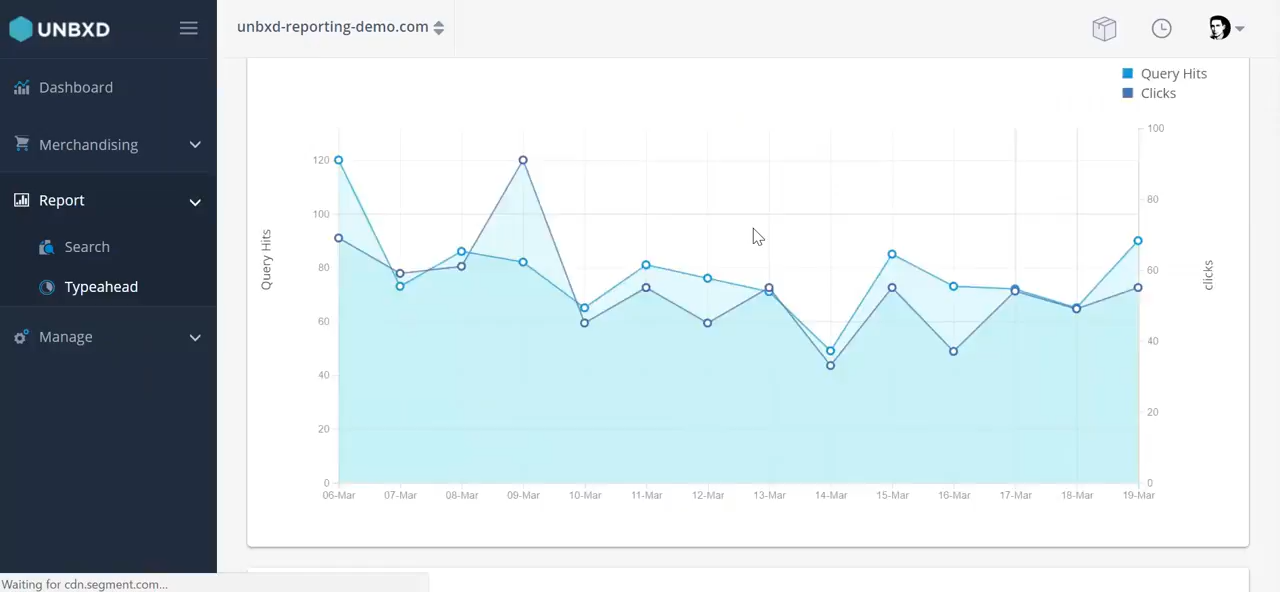 UNBXD
unbxd-reporting-demo.com
Dashboard
Merchandising
Report
Search
Typeahead
Manage
Query Hits
Clicks
Query Hits
120
100
80
60
40
20
0
100
80
60
40
20
0
clicks
06-Mar 07-Mar 08-Mar 09-Mar 10-Mar 11-Mar 12-Mar 13-Mar 14-Mar 15-Mar 16-Mar 17-Mar 18-Mar 19-Mar
Waiting for cdn.segment.com...